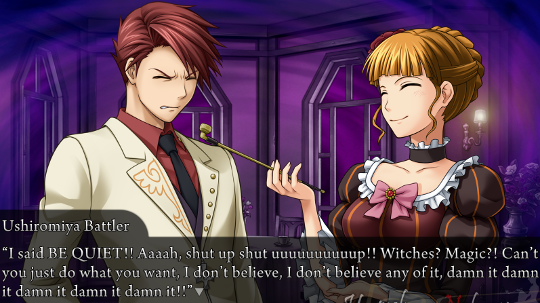 Ushiromiya Battler
“I said BE QUIET!! Aaaah, shut up shut uuuuuuuuuup!! Witches? Magic?! Can’t
you just do what you want, I don’t believe, I don’t believe any of it, damn it damn
it damn it damn it damn it!!”